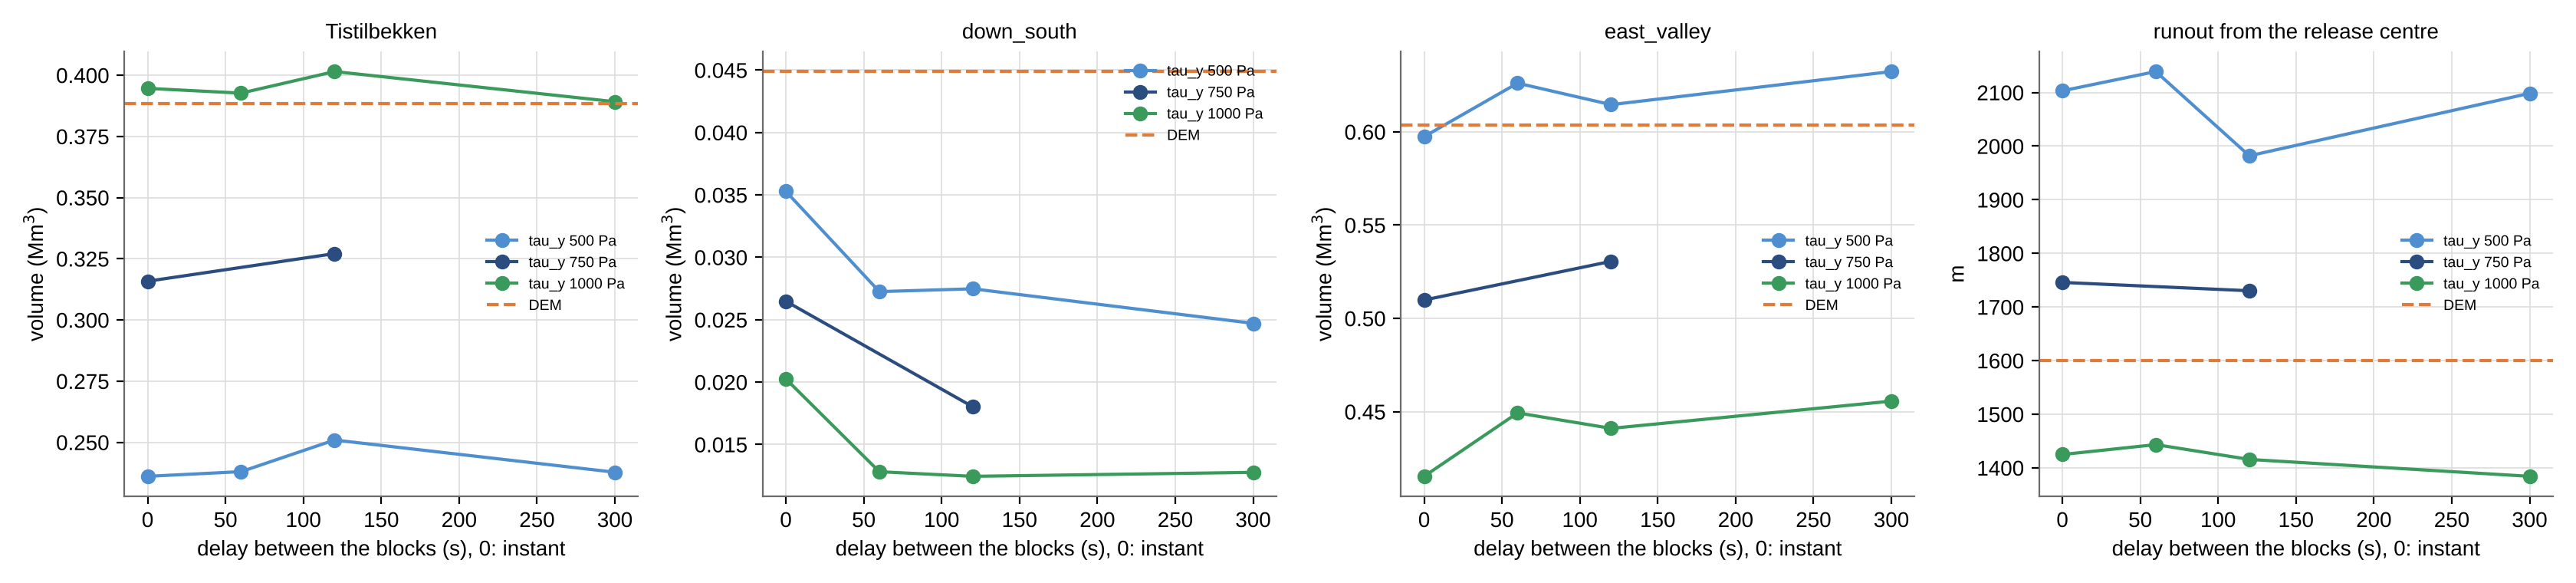 Tistilbekken
0.400
0.375
0.350
0.325
0.300
0.275
0.250
volume (Mm³)
tau_y 500 Pa
tau_y 750 Pa
tau_y 1000 Pa
DEM
0 50 100 150 200 250 300
delay between the blocks (s), 0: instant
down_south
0.045
0.040
0.035
0.030
0.025
0.020
0.015
volume (Mm³)
tau_y 500 Pa
tau_y 750 Pa
tau_y 1000 Pa
DEM
0 50 100 150 200 250 300
delay between the blocks (s), 0: instant
east_valley
0.60
0.55
0.50
0.45
volume (Mm³)
tau_y 500 Pa
tau_y 750 Pa
tau_y 1000 Pa
DEM
0 50 100 150 200 250 300
delay between the blocks (s), 0: instant
runout from the release centre
2100
2000
1900
1800
1700
1600
1500
1400
m
tau_y 500 Pa
tau_y 750 Pa
tau_y 1000 Pa
DEM
0 50 100 150 200 250 300
delay between the blocks (s), 0: instant